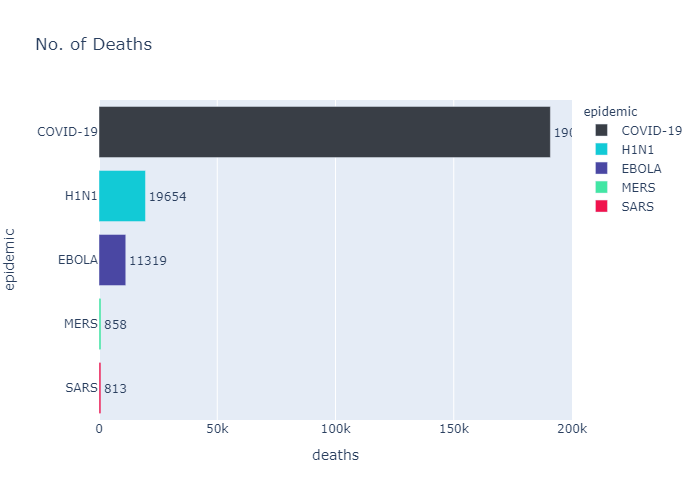 No. of Deaths
epidemic
COVID-19
H1N1
EBOLA
MERS
SARS
COVID-19
H1N1
19654
EBOLA
11319
MERS
858
SARS
813
0
50k
100k
150k
200k
deaths
epidemic